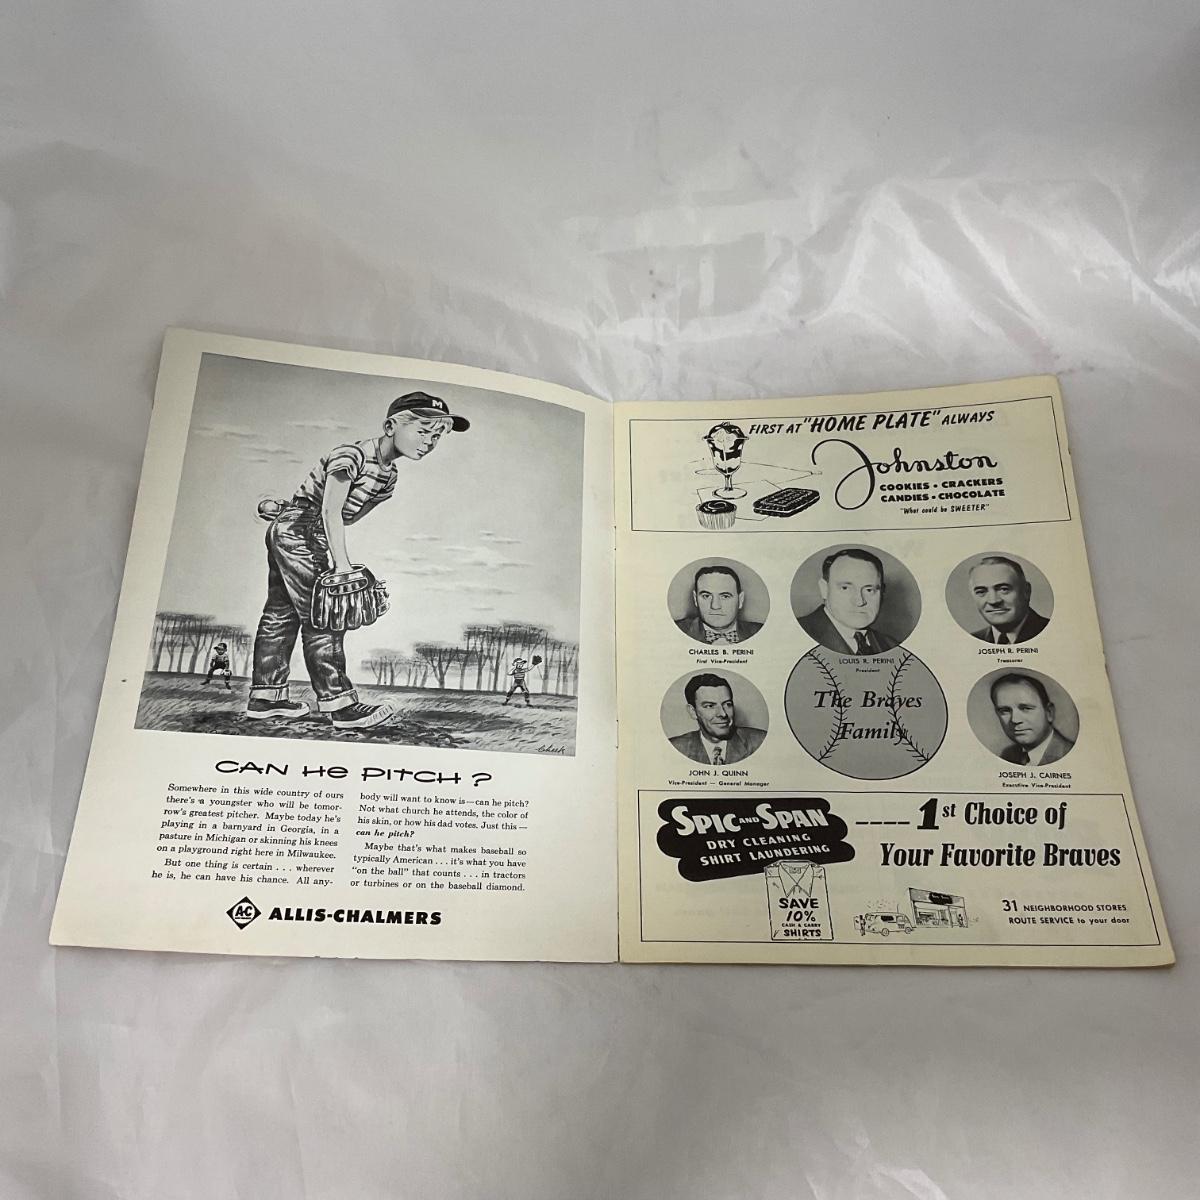 M
Cheek
CAN HE PITCH?
Somewhere in this wide country of ours
there's a youngster who will be tomor-
row's greatest pitcher. Maybe today he's
playing in a barnyard in Georgia, in a
pasture in Michigan or skinning his knees
on a playground right here in Milwaukee.
But one thing is certain . . . wherever
he is, he can have his chance. All any-
body will want to know is—can he pitch?
Not what church he attends, the color of
his skin, or how his dad votes. Just this—
can he pitch?
Maybe that's what makes baseball so
typically American . . . it's what you have
"on the ball" that counts . . . in tractors
or turbines or on the baseball diamond.
A-C
ALLIS-CHALMERS
FIRST AT "HOME PLATE" ALWAYS
Johnston
COOKIES • CRACKERS
CANDIES • CHOCOLATE
"What could be SWEETER"
CHARLES B. PERINI
First Vice-President
LOUIS R. PERINI
President
JOSEPH R. PERINI
Treasurer
The Braves
Family
JOHN J. QUINN
Vice-President — General Manager
JOSEPH J. CAIRNES
Executive Vice-President
SPIC AND SPAN
DRY CLEANING
SHIRT LAUNDERING
---- 1st Choice of
Your Favorite Braves
SAVE
10%
CASH & CARRY
SHIRTS
31 NEIGHBORHOOD STORES
ROUTE SERVICE to your door